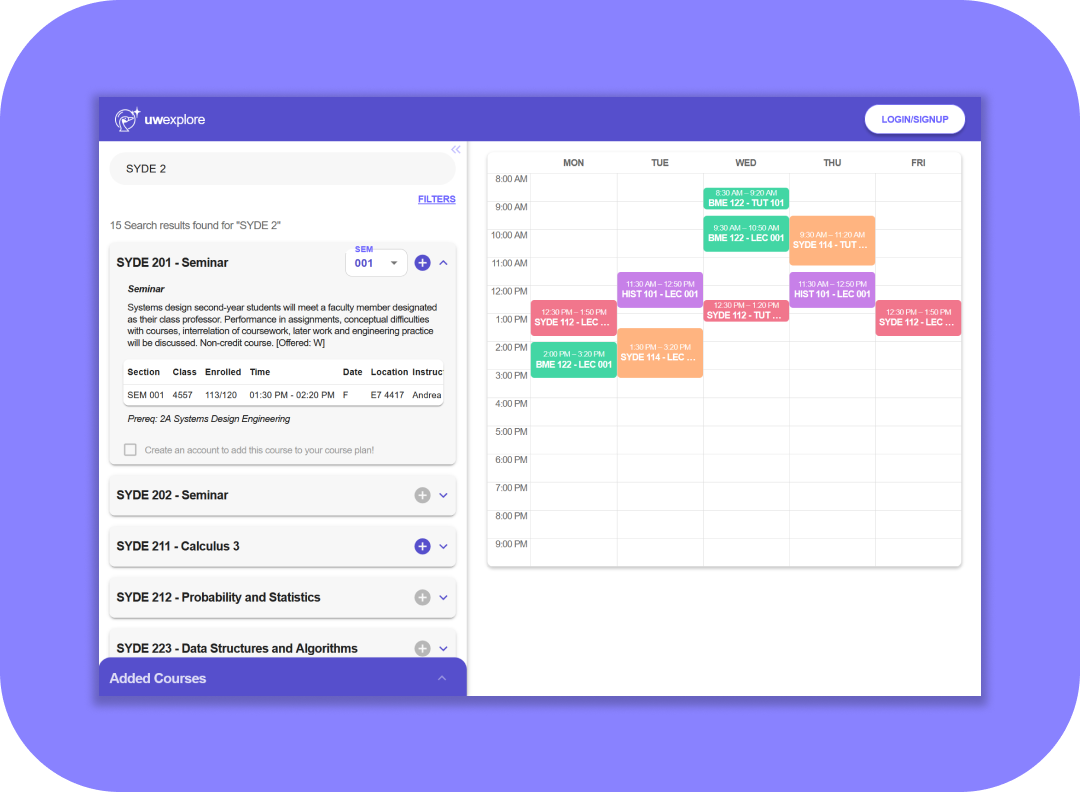 uwexplore
LOGIN/SIGNUP
SYDE 2
FILTERS
15 Search results found for "SYDE 2"
SYDE 201 - Seminar
SEM
001
Seminar
Systems design second-year students will meet a faculty member designated
as their class professor. Performance in assignments, conceptual difficulties
with courses, interrelation of coursework, later work and engineering practice
will be discussed. Non-credit course. [Offered: W]
Section Class Enrolled Time Date Location Instruc
SEM 001 4557 113/120 01:30 PM - 02:20 PM F E7 4417 Andrea
Prereq: 2A Systems Design Engineering
Create an account to add this course to your course plan!
SYDE 202 - Seminar
SYDE 211 - Calculus 3
SYDE 212 - Probability and Statistics
SYDE 223 - Data Structures and Algorithms
Added Courses
MON TUE WED THU FRI
8:00 AM
8:30 AM – 9:20 AM
BME 122 - TUT 101
9:00 AM
9:30 AM – 10:50 AM
BME 122 - LEC 001
9:30 AM – 11:20 AM
SYDE 114 - TUT ...
10:00 AM
11:00 AM
11:30 AM – 12:50 PM
HIST 101 - LEC 001
11:30 AM – 12:50 PM
HIST 101 - LEC 001
12:00 PM
12:30 PM – 1:50 PM
SYDE 112 - LEC ...
12:30 PM – 1:20 PM
SYDE 112 - TUT ...
12:30 PM – 1:50 PM
SYDE 112 - LEC ...
1:00 PM
1:30 PM – 3:20 PM
SYDE 114 - LEC ...
2:00 PM
2:00 PM – 3:20 PM
BME 122 - LEC 001
3:00 PM
4:00 PM
5:00 PM
6:00 PM
7:00 PM
8:00 PM
9:00 PM